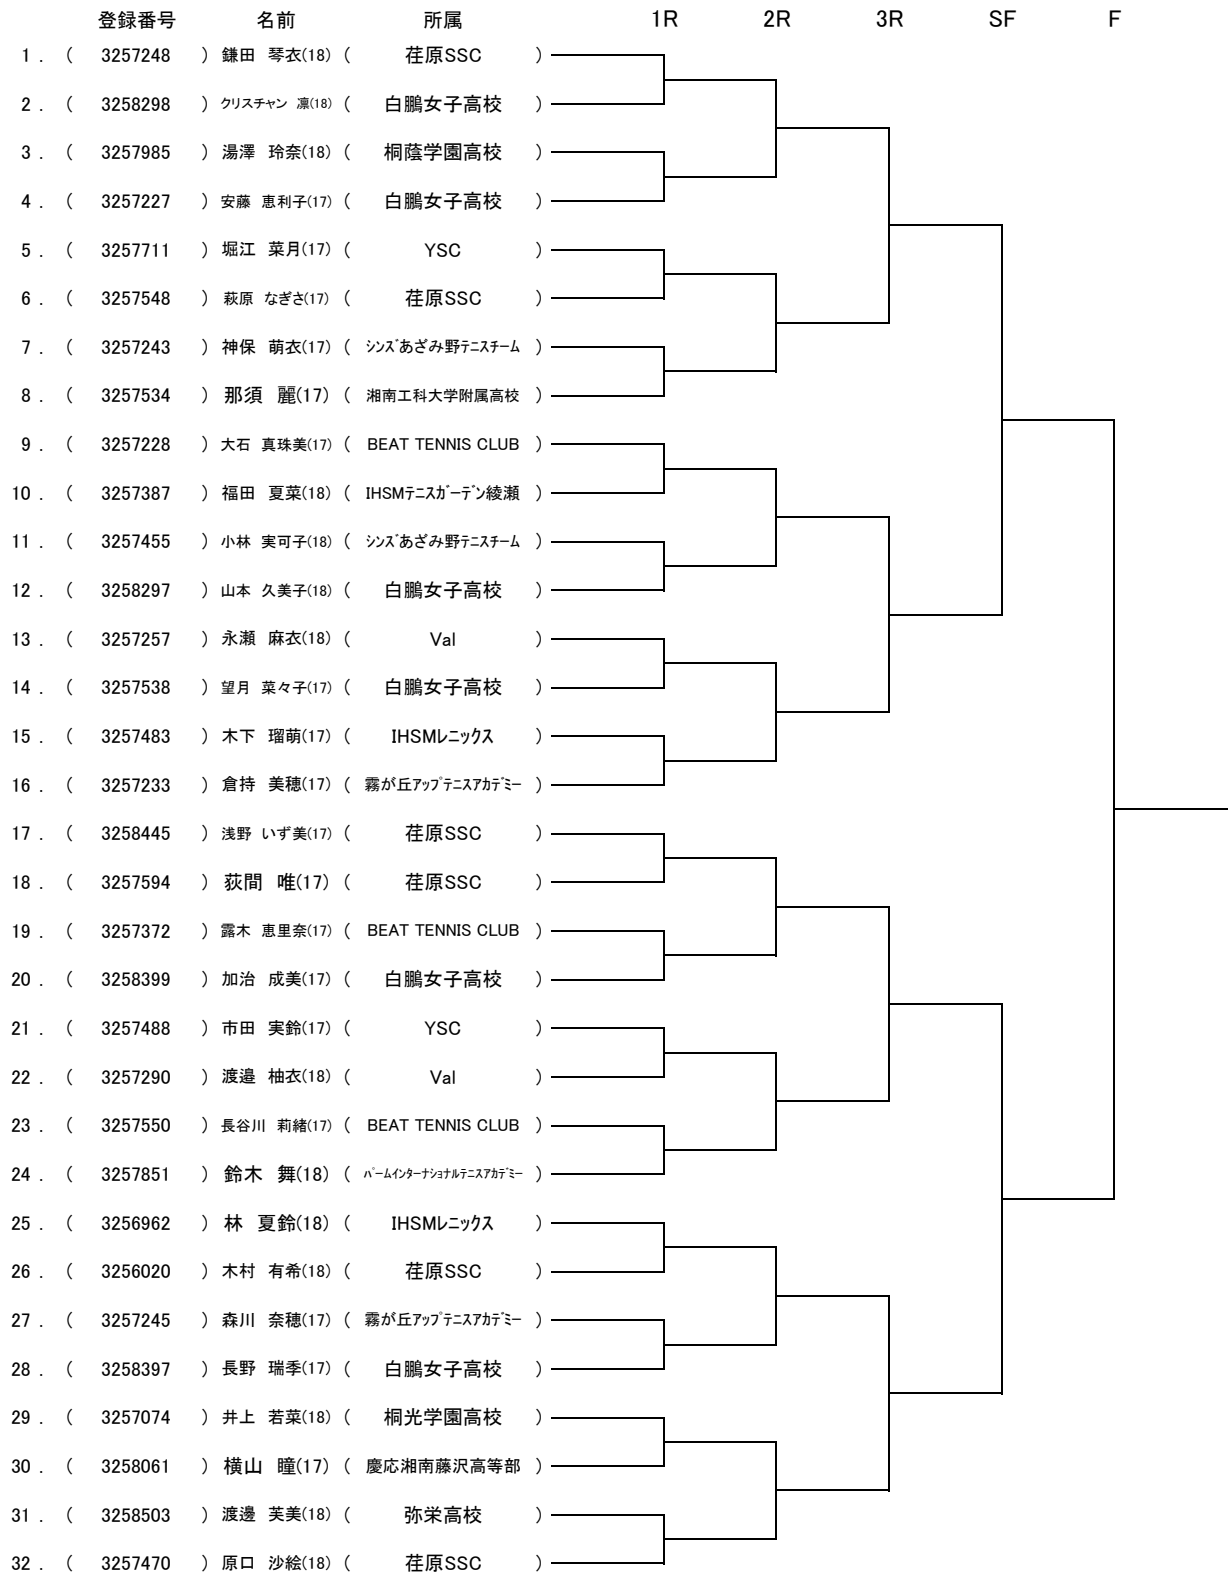 登録番号 名前 所属 1R 2R 3R SF F
1 . ( 3257248 ) 鎌田 琴衣(18) ( 荏原SSC )
2 . ( 3258298 ) クリスチャン 凛(18) ( 白鵬女子高校 )
3 . ( 3257985 ) 湯澤 玲奈(18) ( 桐蔭学園高校 )
4 . ( 3257227 ) 安藤 恵利子(17) ( 白鵬女子高校 )
5 . ( 3257711 ) 堀江 菜月(17) ( YSC )
6 . ( 3257548 ) 萩原 なぎさ(17) ( 荏原SSC )
7 . ( 3257243 ) 神保 萌衣(17) ( シンズあざみ野テニスチーム )
8 . ( 3257534 ) 那須 麗(17) ( 湘南工科大学附属高校 )
9 . ( 3257228 ) 大石 真珠美(17) ( BEAT TENNIS CLUB )
10 . ( 3257387 ) 福田 夏菜(18) ( IHSMテニスガーデン綾瀬 )
11 . ( 3257455 ) 小林 実可子(18) ( シンズあざみ野テニスチーム )
12 . ( 3258297 ) 山本 久美子(18) ( 白鵬女子高校 )
13 . ( 3257257 ) 永瀬 麻衣(18) ( Val )
14 . ( 3257538 ) 望月 菜々子(17) ( 白鵬女子高校 )
15 . ( 3257483 ) 木下 瑠萌(17) ( IHSMレニックス )
16 . ( 3257233 ) 倉持 美穂(17) ( 霧が丘アップテニスアカデミー )
17 . ( 3258445 ) 浅野 いず美(17) ( 荏原SSC )
18 . ( 3257594 ) 荻間 唯(17) ( 荏原SSC )
19 . ( 3257372 ) 露木 恵里奈(17) ( BEAT TENNIS CLUB )
20 . ( 3258399 ) 加治 成美(17) ( 白鵬女子高校 )
21 . ( 3257488 ) 市田 実鈴(17) ( YSC )
22 . ( 3257290 ) 渡邉 柚衣(18) ( Val )
23 . ( 3257550 ) 長谷川 莉緒(17) ( BEAT TENNIS CLUB )
24 . ( 3257851 ) 鈴木 舞(18) ( パームインターナショナルテニスアカデミー )
25 . ( 3256962 ) 林 夏鈴(18) ( IHSMレニックス )
26 . ( 3256020 ) 木村 有希(18) ( 荏原SSC )
27 . ( 3257245 ) 森川 奈穂(17) ( 霧が丘アップテニスアカデミー )
28 . ( 3258397 ) 長野 瑞季(17) ( 白鵬女子高校 )
29 . ( 3257074 ) 井上 若菜(18) ( 桐光学園高校 )
30 . ( 3258061 ) 横山 瞳(17) ( 慶応湘南藤沢高等部 )
31 . ( 3258503 ) 渡邊 芙美(18) ( 弥栄高校 )
32 . ( 3257470 ) 原口 沙絵(18) ( 荏原SSC )